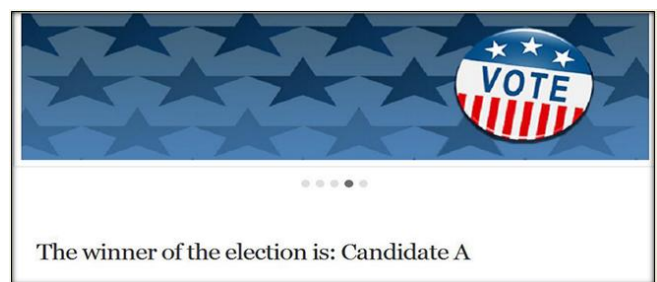 VOTE
The winner of the election is: Candidate A